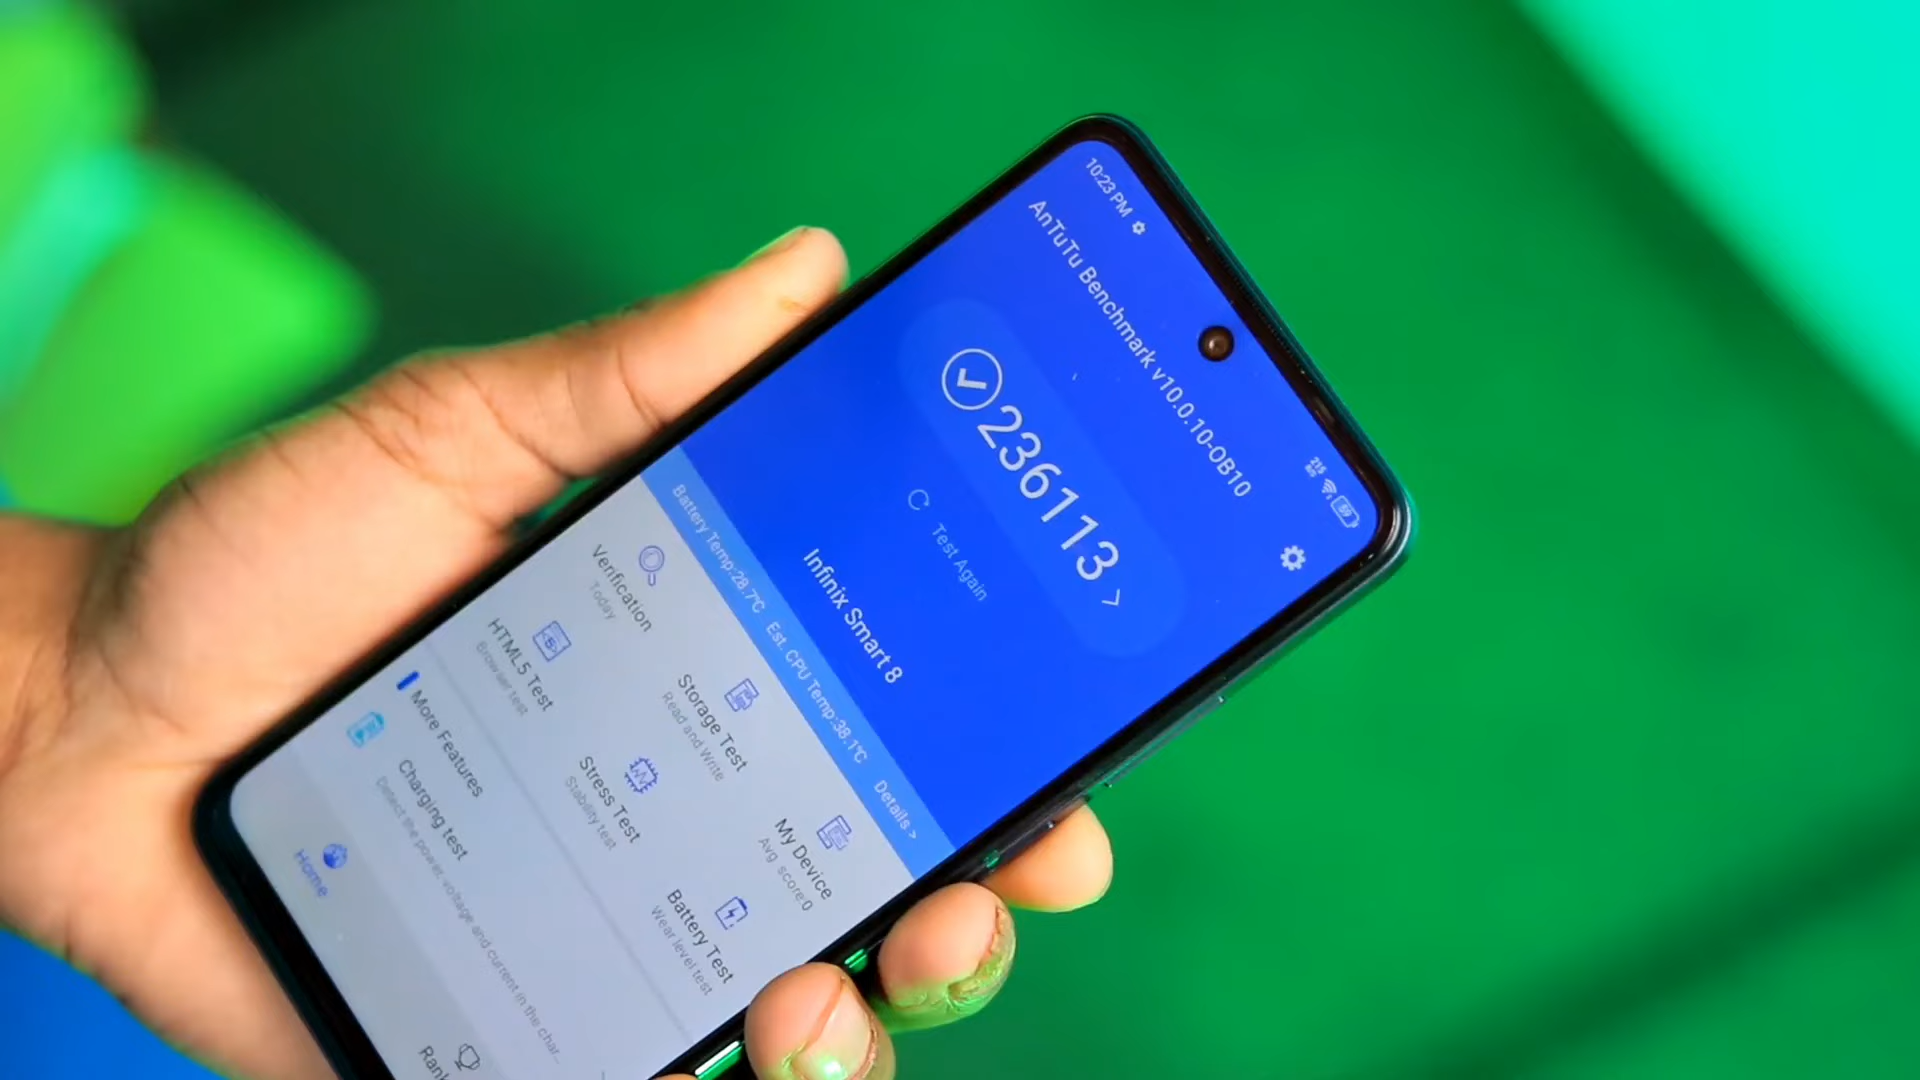 10:23 PM
59
AnTuTu Benchmark v10.0.10-OB10
236113 >
Test Again
Infinix Smart 8
Battery Temp:28.7℃ Est. CPU Temp:38.1℃ Details >
Verification
Today
Storage Test
Read and Write
My Device
Avg score:0
HTML5 Test
Browser test
Stress Test
Stability test
Battery Test
Wear level test
More Features
Charging test
Detect the power, voltage and current in the char...
Home